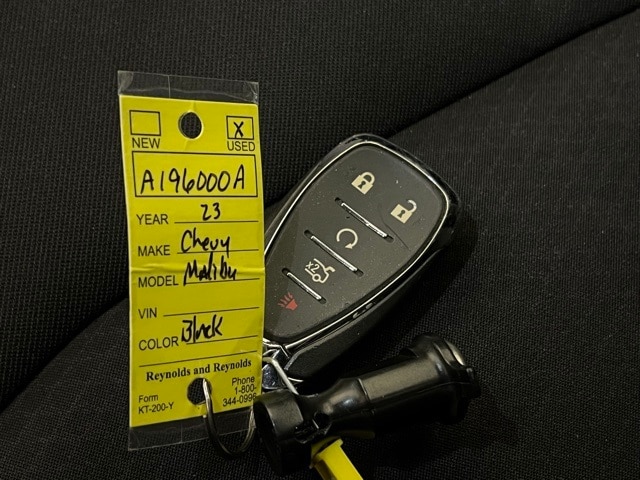 X
NEW USED
A196000A
YEAR 23
MAKE Chevy
MODEL Malibu
VIN
COLOR Black
Reynolds and Reynolds
Form Phone
KT-200-Y 1-800-
344-0996
x2